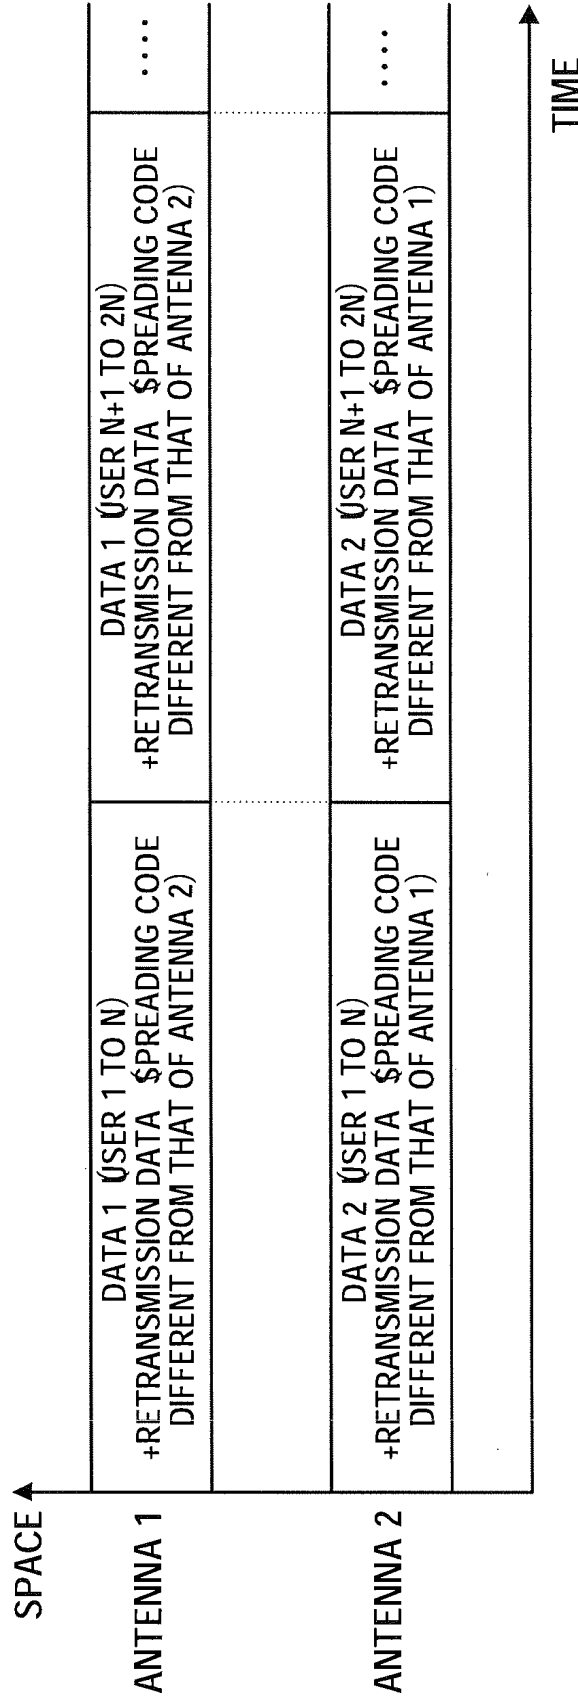 SPACE
ANTENNA 1
DATA 1 (USER 1 TO N)
+RETRANSMISSION DATA (SPREADING CODE
DIFFERENT FROM THAT OF ANTENNA 2)
DATA 1 (USER N+1 TO 2N)
+RETRANSMISSION DATA (SPREADING CODE
DIFFERENT FROM THAT OF ANTENNA 2)
....
ANTENNA 2
DATA 2 (USER 1 TO N)
+RETRANSMISSION DATA (SPREADING CODE
DIFFERENT FROM THAT OF ANTENNA 1)
DATA 2 (USER N+1 TO 2N)
+RETRANSMISSION DATA (SPREADING CODE
DIFFERENT FROM THAT OF ANTENNA 1)
....
TIME